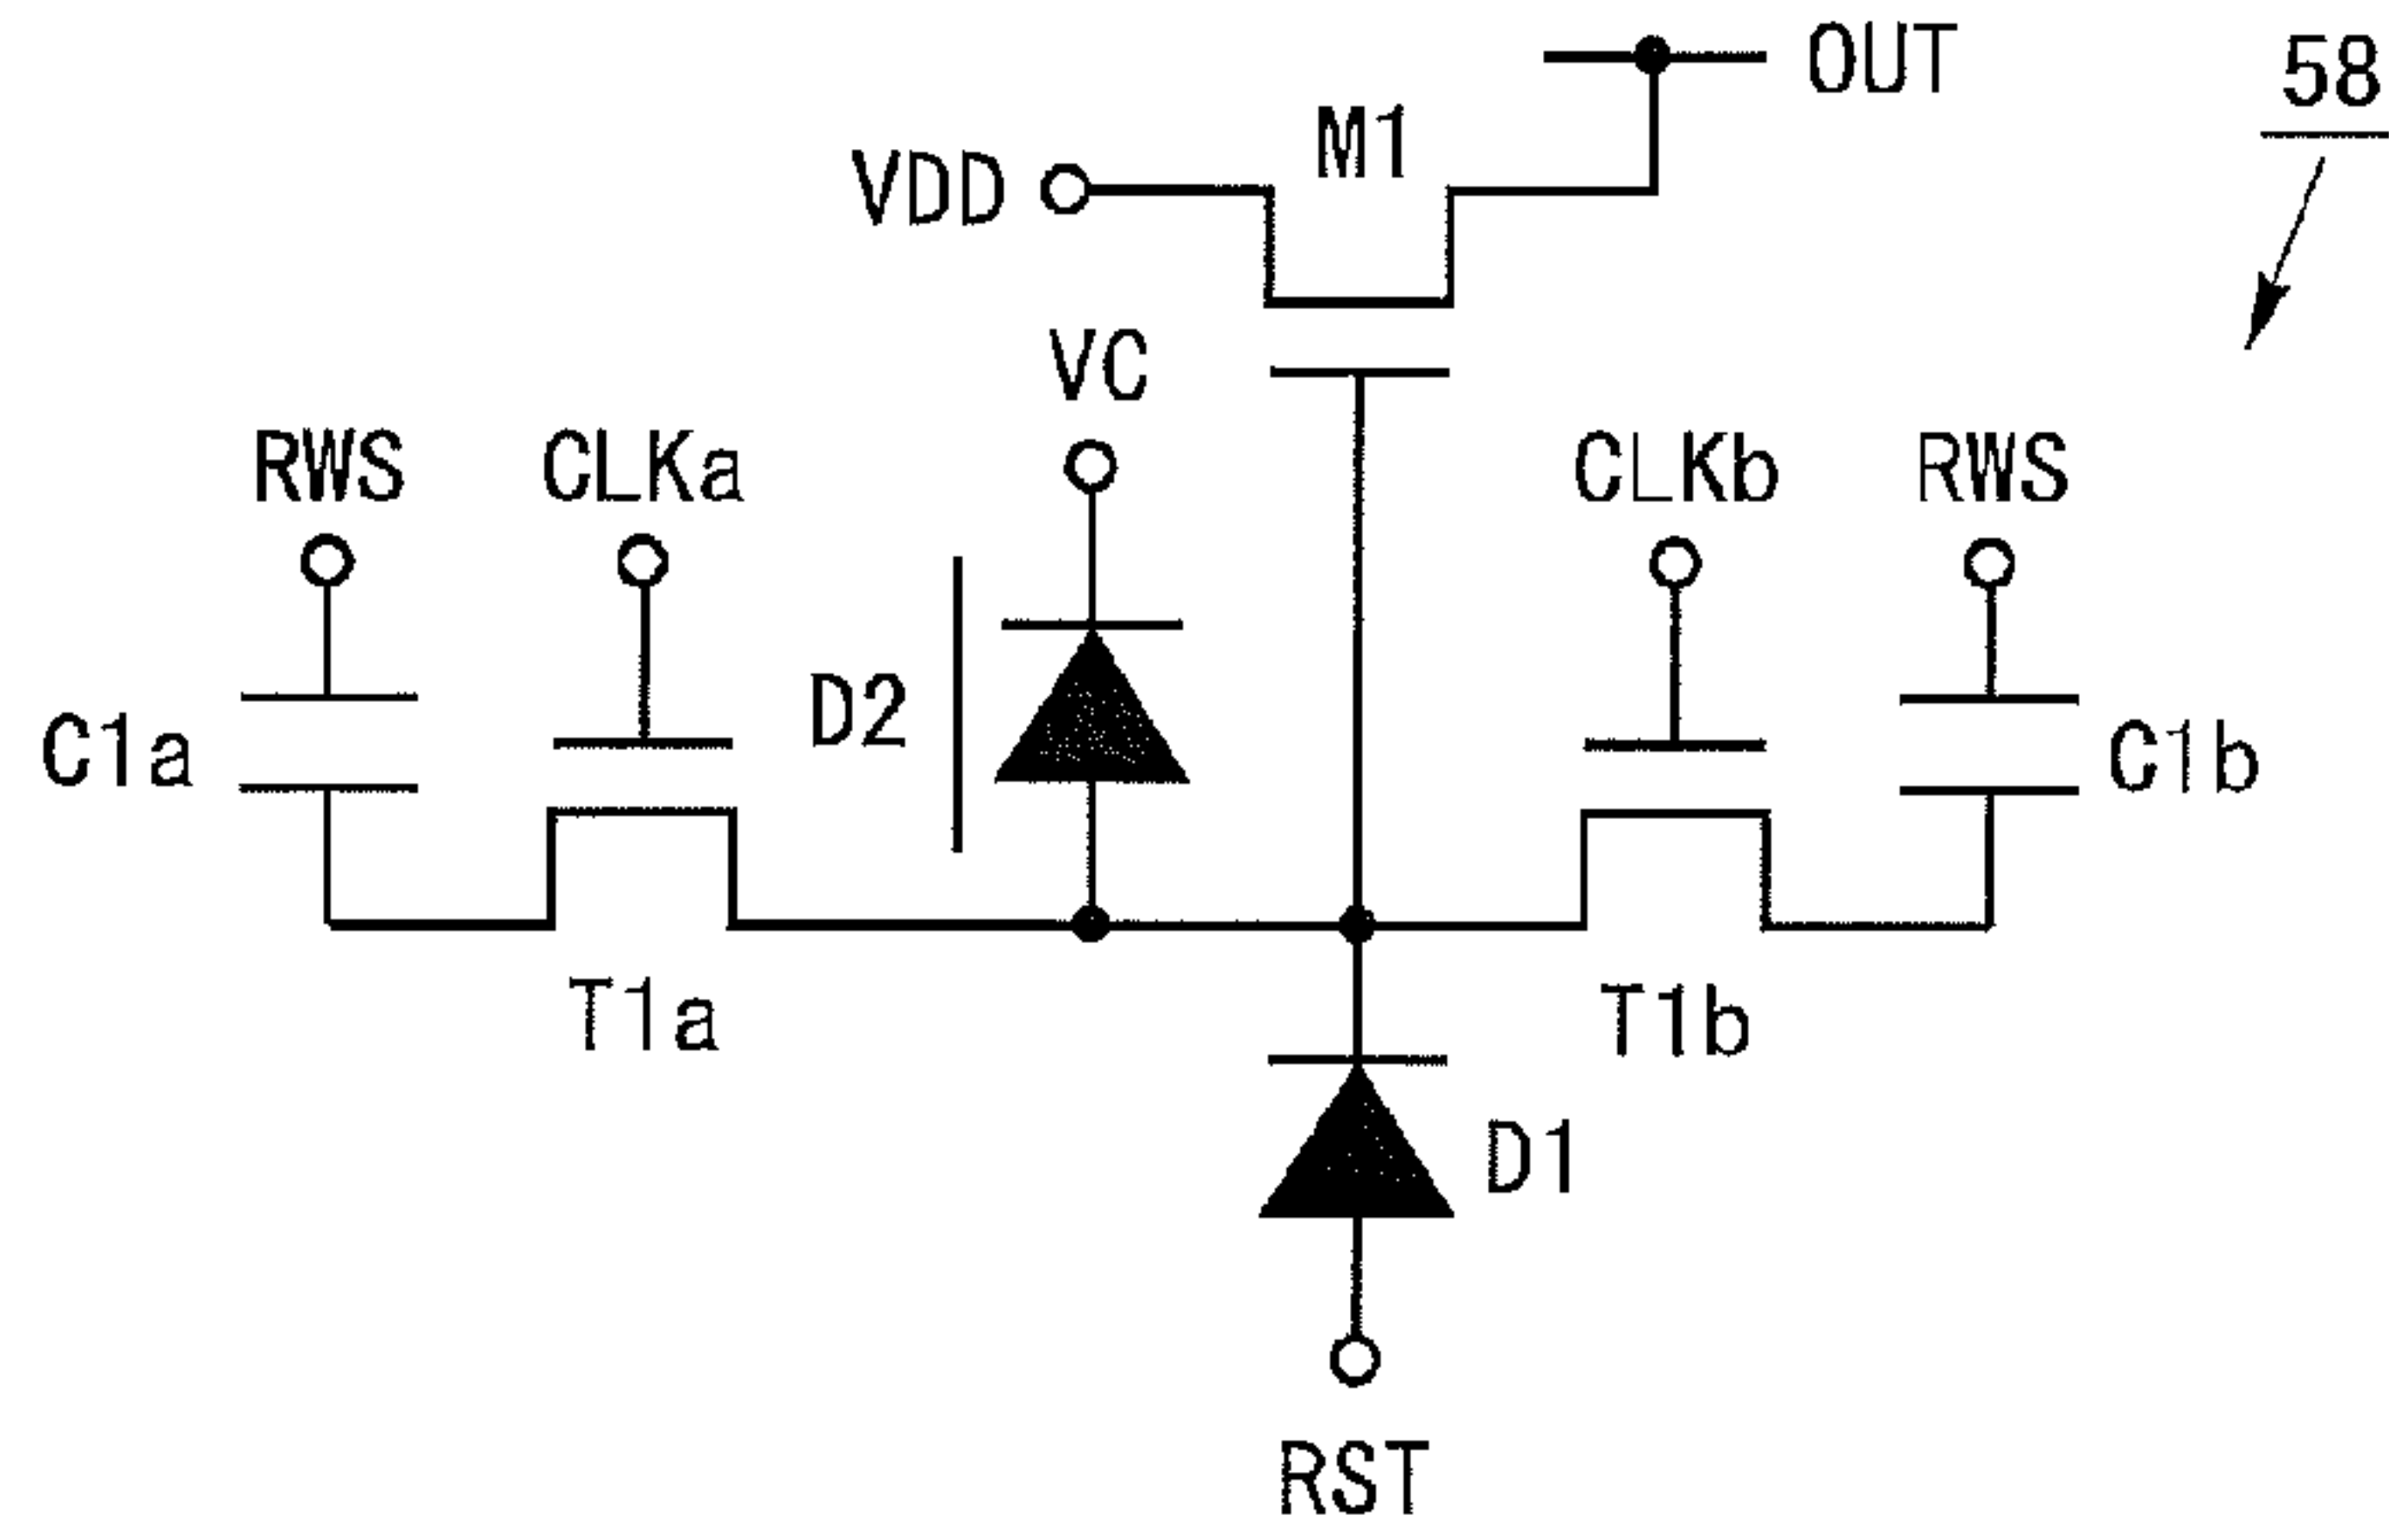 OUT
58
M1
VDD
VC
RWS
CLKa
CLKb
RWS
D2
C1a
C1b
T1a
T1b
D1
RST